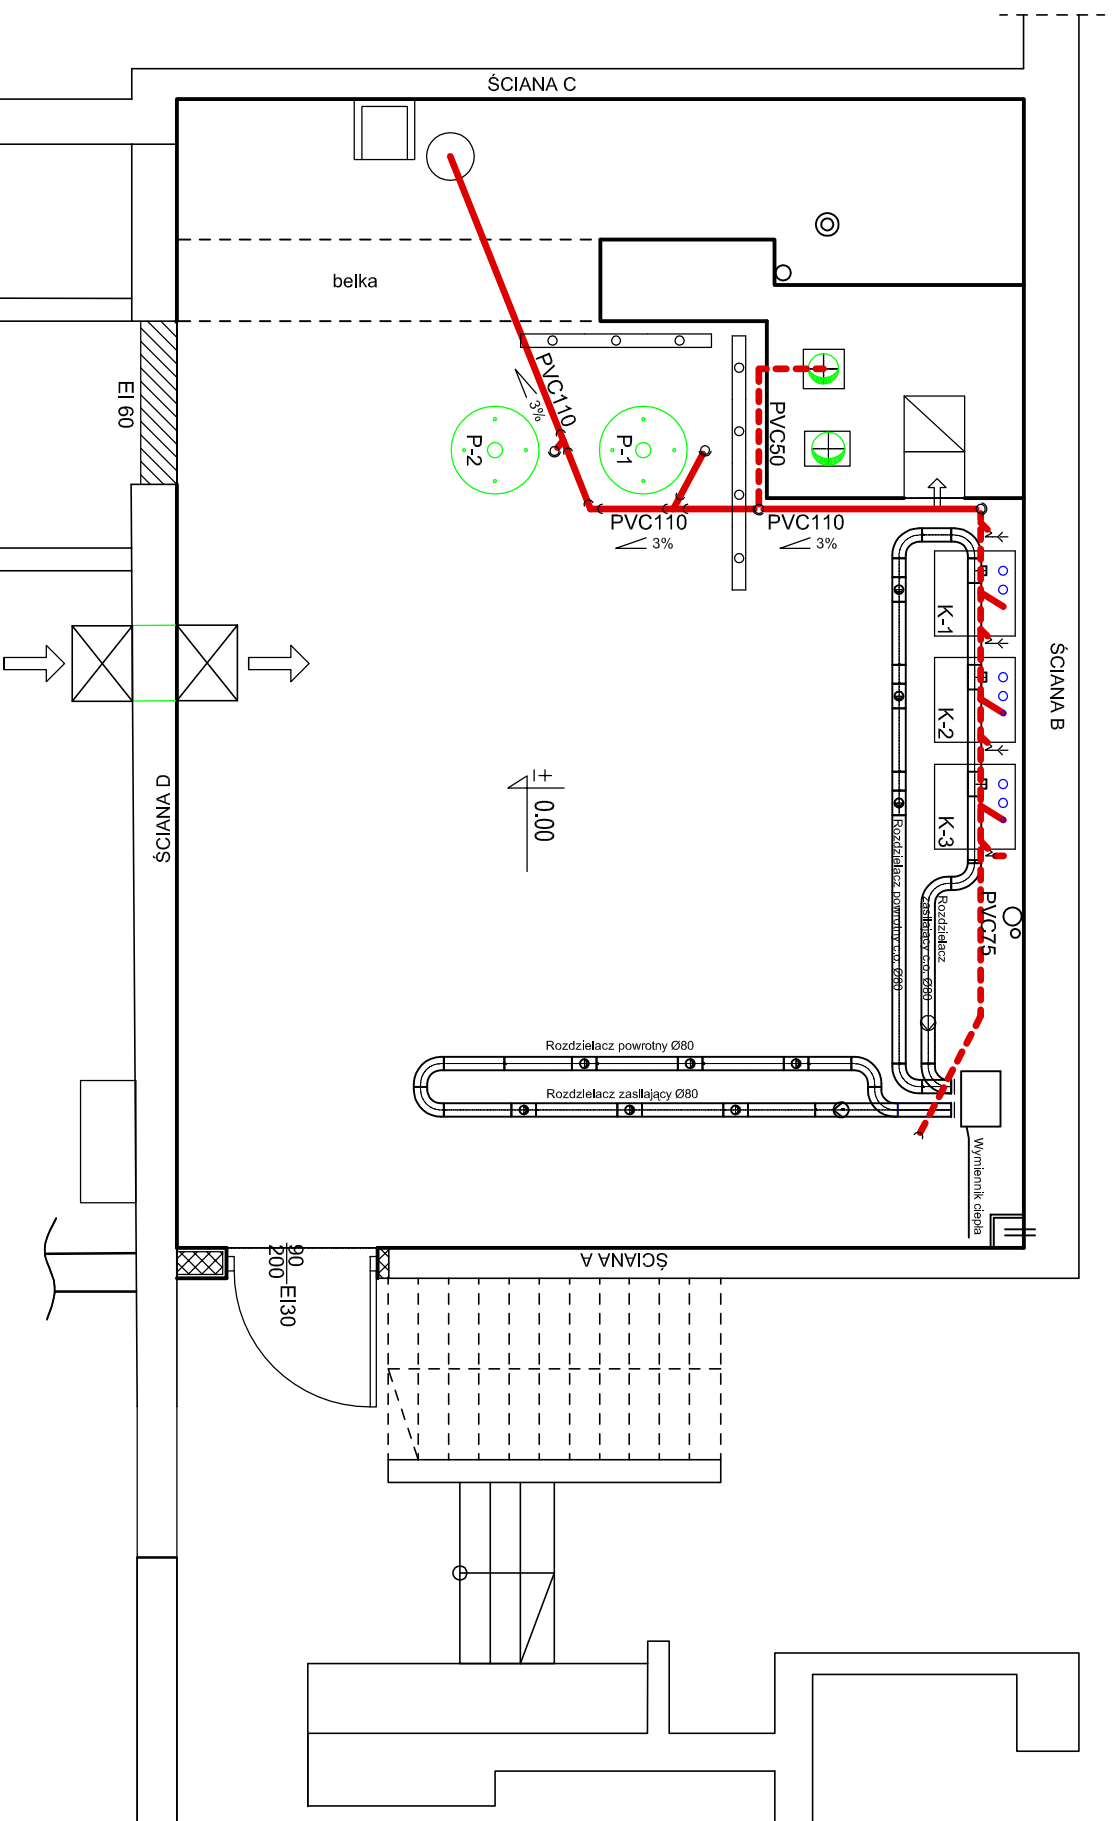 ŚCIANA C
belka
EI 60
PVC110
3%
P-2
P-1
PVC50
PVC110
3%
PVC110
3%
K-1
K-2
K-3
ŚCIANA B
ŚCIANA D
± 0.00
Rozdzielacz powrotny c.o. Ø80
Rozdzielacz
zasilający c.o. Ø80
PVC75
Rozdzielacz powrotny Ø80
Rozdzielacz zasilający Ø80
Wymiennik ciepła
ŚCIANA A
90
200
EI30